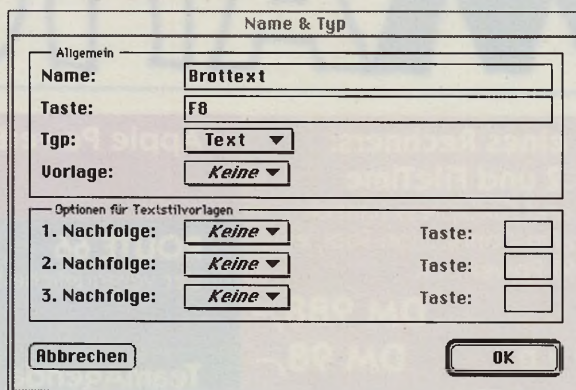 Name & Typ
Allgemein
Name: Brottext
Taste: F8
Typ: Text
Vorlage: Keine
Optionen für Textstilvorlagen
1. Nachfolge: Keine Taste:
2. Nachfolge: Keine Taste:
3. Nachfolge: Keine Taste:
Abbrechen OK